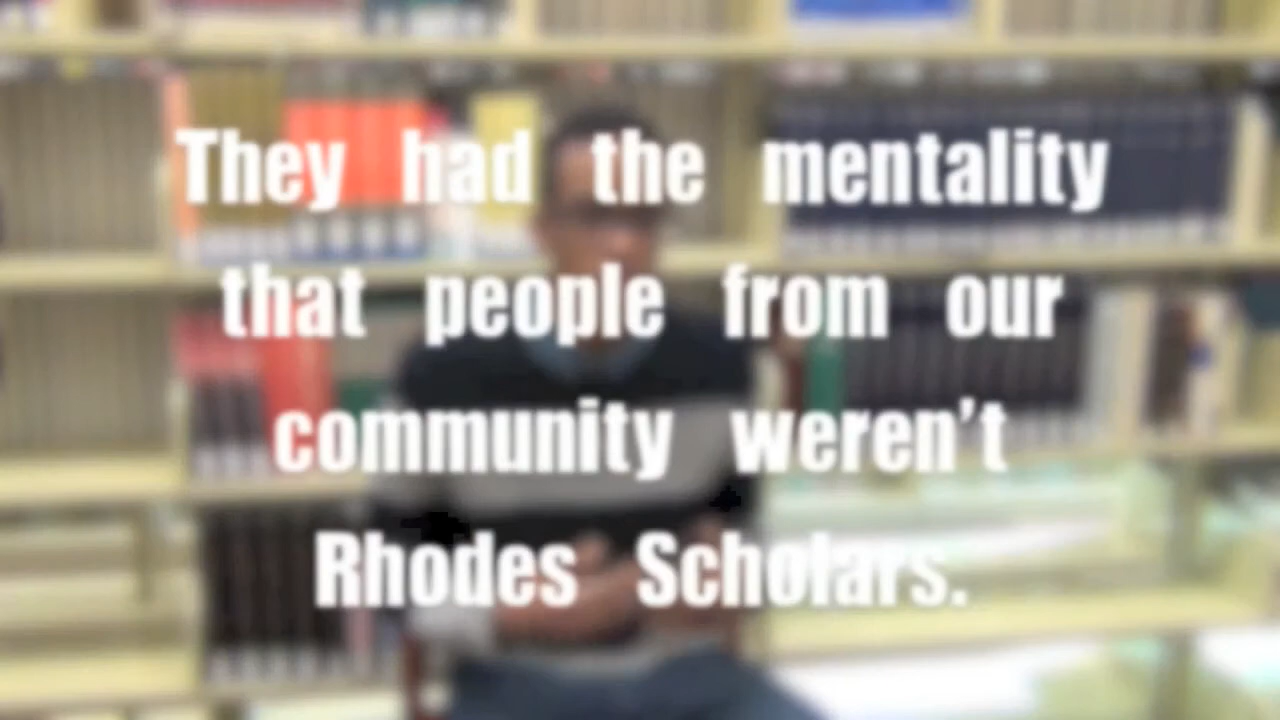 They had the mentality
that people from our
community weren’t
Rhodes Scholars.